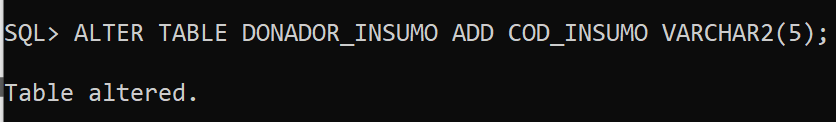 SQL> ALTER TABLE DONADOR_INSUMO ADD COD_INSUMO VARCHAR2(5);
Table altered.